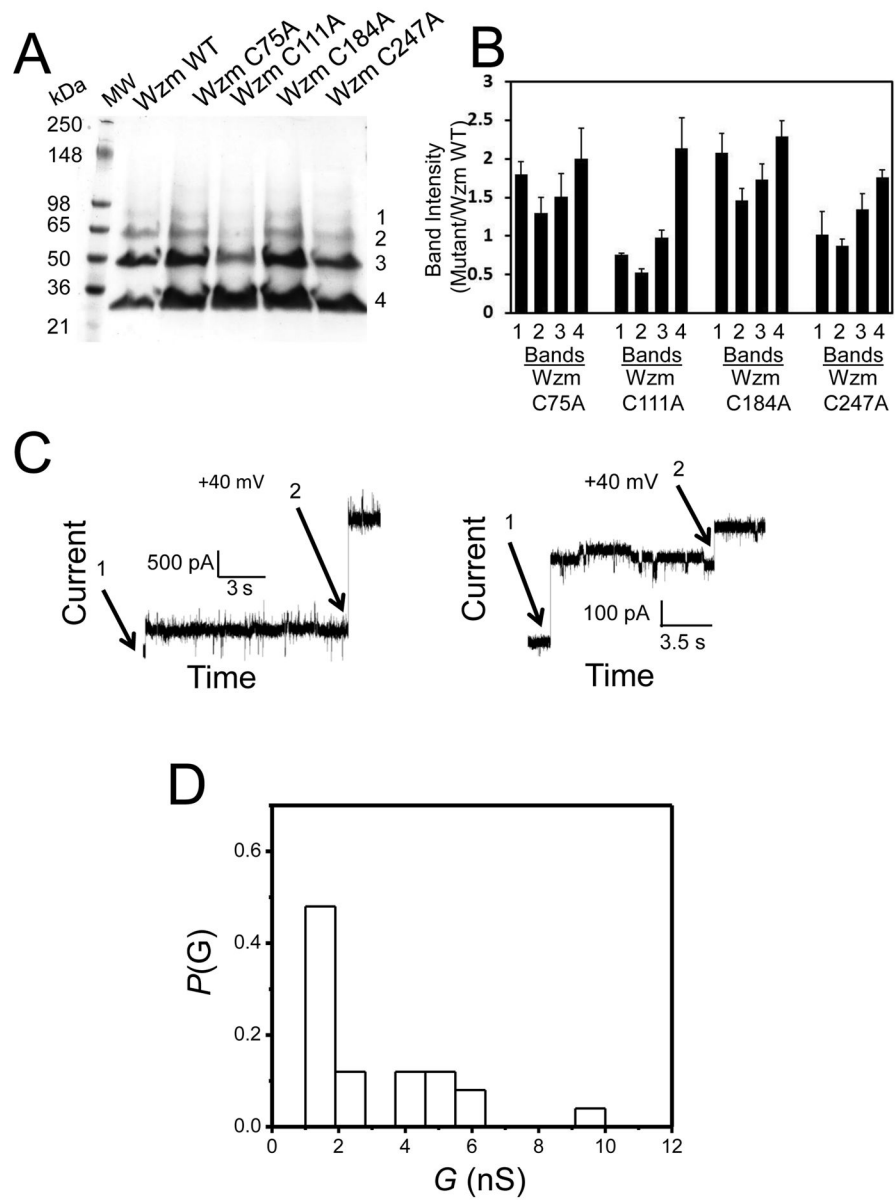 A
B
kDa
MW
Wzm WT
Wzm C75A
Wzm C111A
Wzm C184A
Wzm C247A
250
148
98
65
50
36
21
1
2
3
4
Band Intensity
(Mutant/Wzm WT)
3
2.5
2
1.5
1
0.5
0
1 2 3 4 1 2 3 4 1 2 3 4 1 2 3 4
Bands Bands Bands Bands
Wzm Wzm Wzm Wzm
C75A C111A C184A C247A
C
+40 mV
2
1
Current
500 pA
3 s
Time
+40 mV
2
1
Current
100 pA
3.5 s
Time
D
P(G)
0.6
0.4
0.2
0.0
0 2 4 6 8 10 12
G (nS)